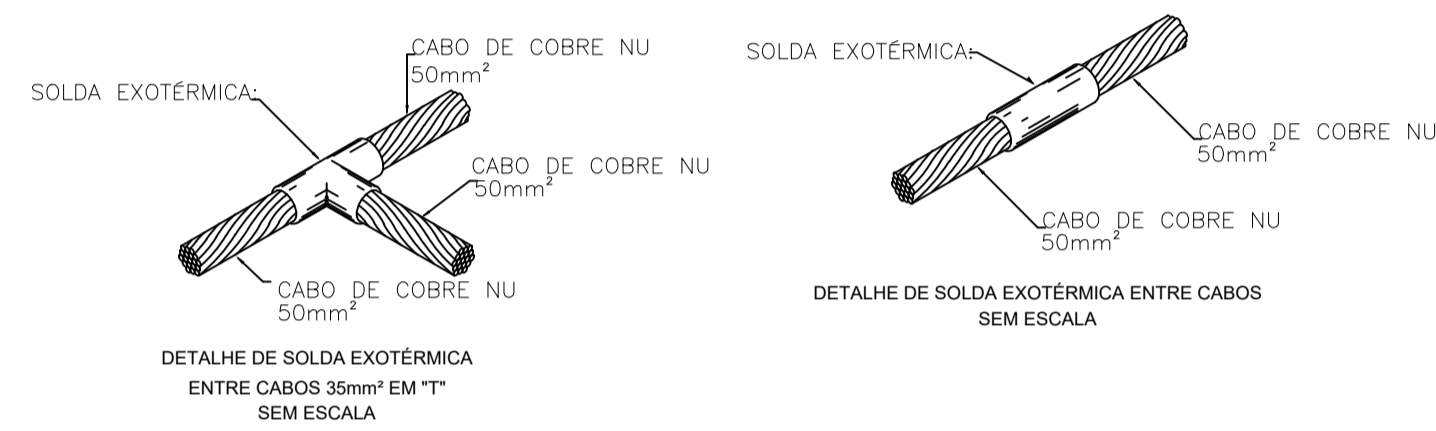 CABO DE COBRE NU
50mm²
SOLDA EXOTÉRMICA:
CABO DE COBRE NU
50mm²
CABO DE COBRE NU
50mm²
DETALHE DE SOLDA EXOTÉRMICA
ENTRE CABOS 35mm² EM "T"
SEM ESCALA
SOLDA EXOTÉRMICA:
CABO DE COBRE NU
50mm²
CABO DE COBRE NU
50mm²
DETALHE DE SOLDA EXOTÉRMICA ENTRE CABOS
SEM ESCALA